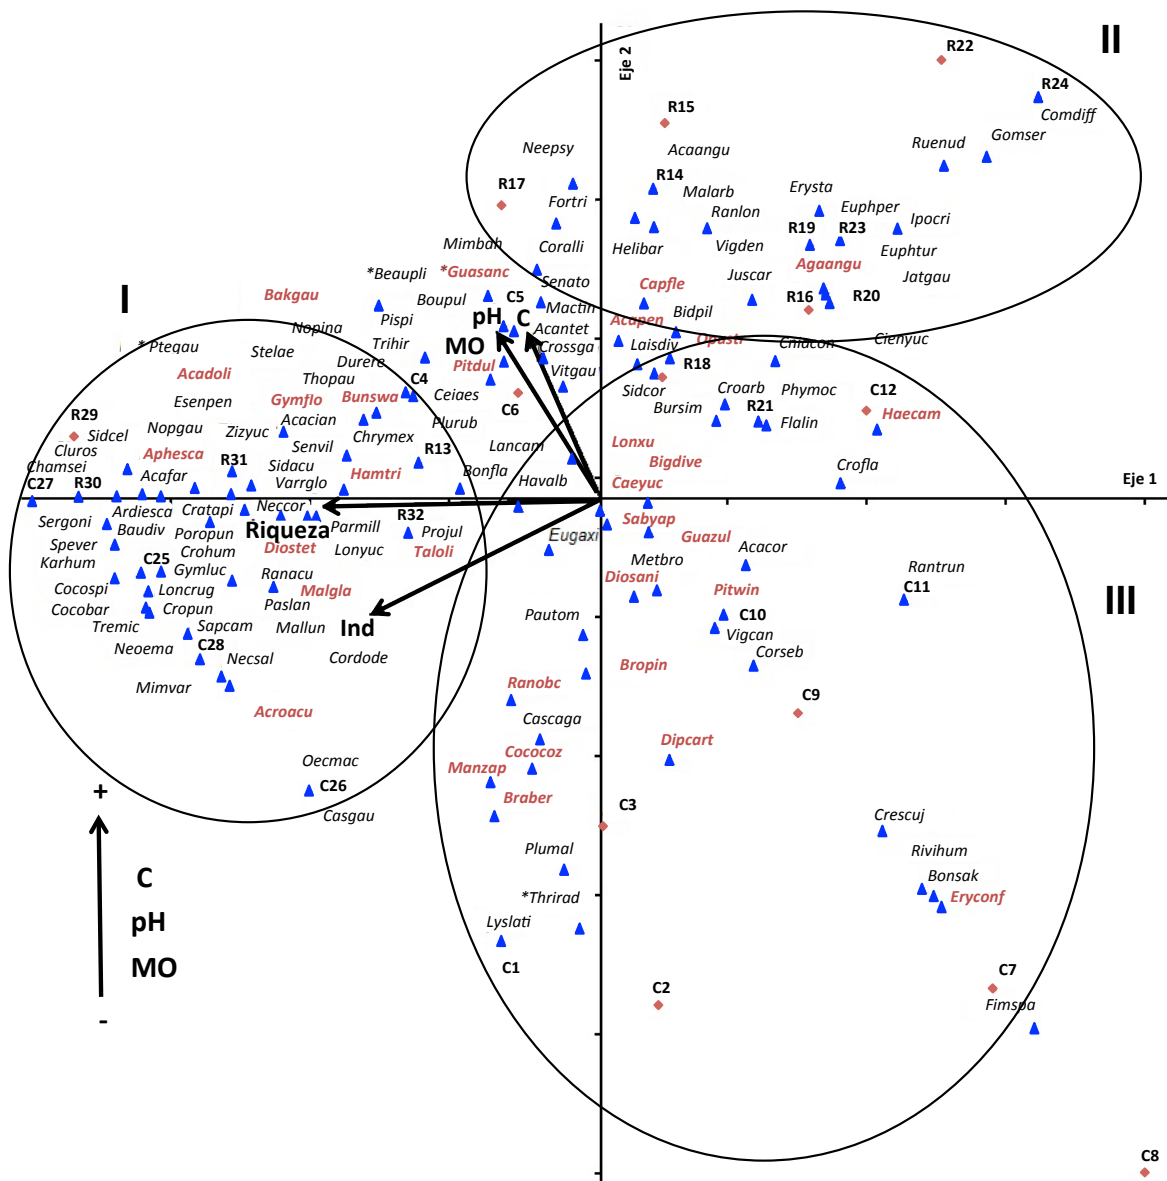 II
Eje 2
R22
R24
Comdiff
R15
Gomser
Ruenud
Neepsy
Acaangu
R14
R17
Malarb
Erysta
Fortri
Euphper
Ranlon
Ipocri
R19
R23
Mimbah
Coralli
Helibar
Vigden
Euphtur
*Beaupli
*Guasanc
Agaangu
Juscar
Jatgau
Senato
Capfle
I
Bakgau
Boupul
C5
R16
R20
Mactin
Bidpil
pH
C
Pispi
Acapen
Nopina
Acantet
Opusti
Cienyuc
* Ptegau
Trihir
MO
Crossga
Laisdiv
Cniacon
Stelae
Durere
Pitdul
Vitgau
R18
Acadoli
Thopau
C4
Sidcor
Croarb
Phymoc
C12
Esenpen
Gymflo
Bunswa
Ceiaes
C6
Bursim
R21
Haecam
R29
Nopgau
Acacian
Plurub
Flalin
Sidcel
Zizyuc
Chrymex
Senvil
Lancam
Lonxu
Cluros
Aphesca
R31
Sidacu
R13
Bigdive
Chamsei
Acafar
Hamtri
Bonfla
Crofla
C27
R30
Varrglo
Havalb
Caeyuc
Eje 1
Ardiesca
Cratapi
Neccor
R32
Sergoni
Baudiv
Riqueza
Parmill
Projul
Sabyap
Poropun
Eugaxi
Guazul
Spever
Crohum
Diostet
Lonyuc
Taloli
Karhum
C25
Gymluc
Ranacu
Metbro
Acacor
Rantrun
Cocospi
Loncrug
Malgla
Diosani
Pitwin
C11
III
Cocobar
Cropun
Paslan
Pautom
C10
Tremic
Sapcam
Mallun
Ind
Vigcan
Neoema
C28
Cordode
Corseb
Necsal
Bropin
Mimvar
Ranobc
C9
Acroacu
Cascaga
Dipcart
Oecmac
Cococoz
Manzap
+
C26
Braber
C3
Casgau
Crescuj
Plumal
Rivihum
C
Bonsak
*Thrirad
Eryconf
pH
Lyslati
MO
C1
C7
C2
Fimspa
-
C8